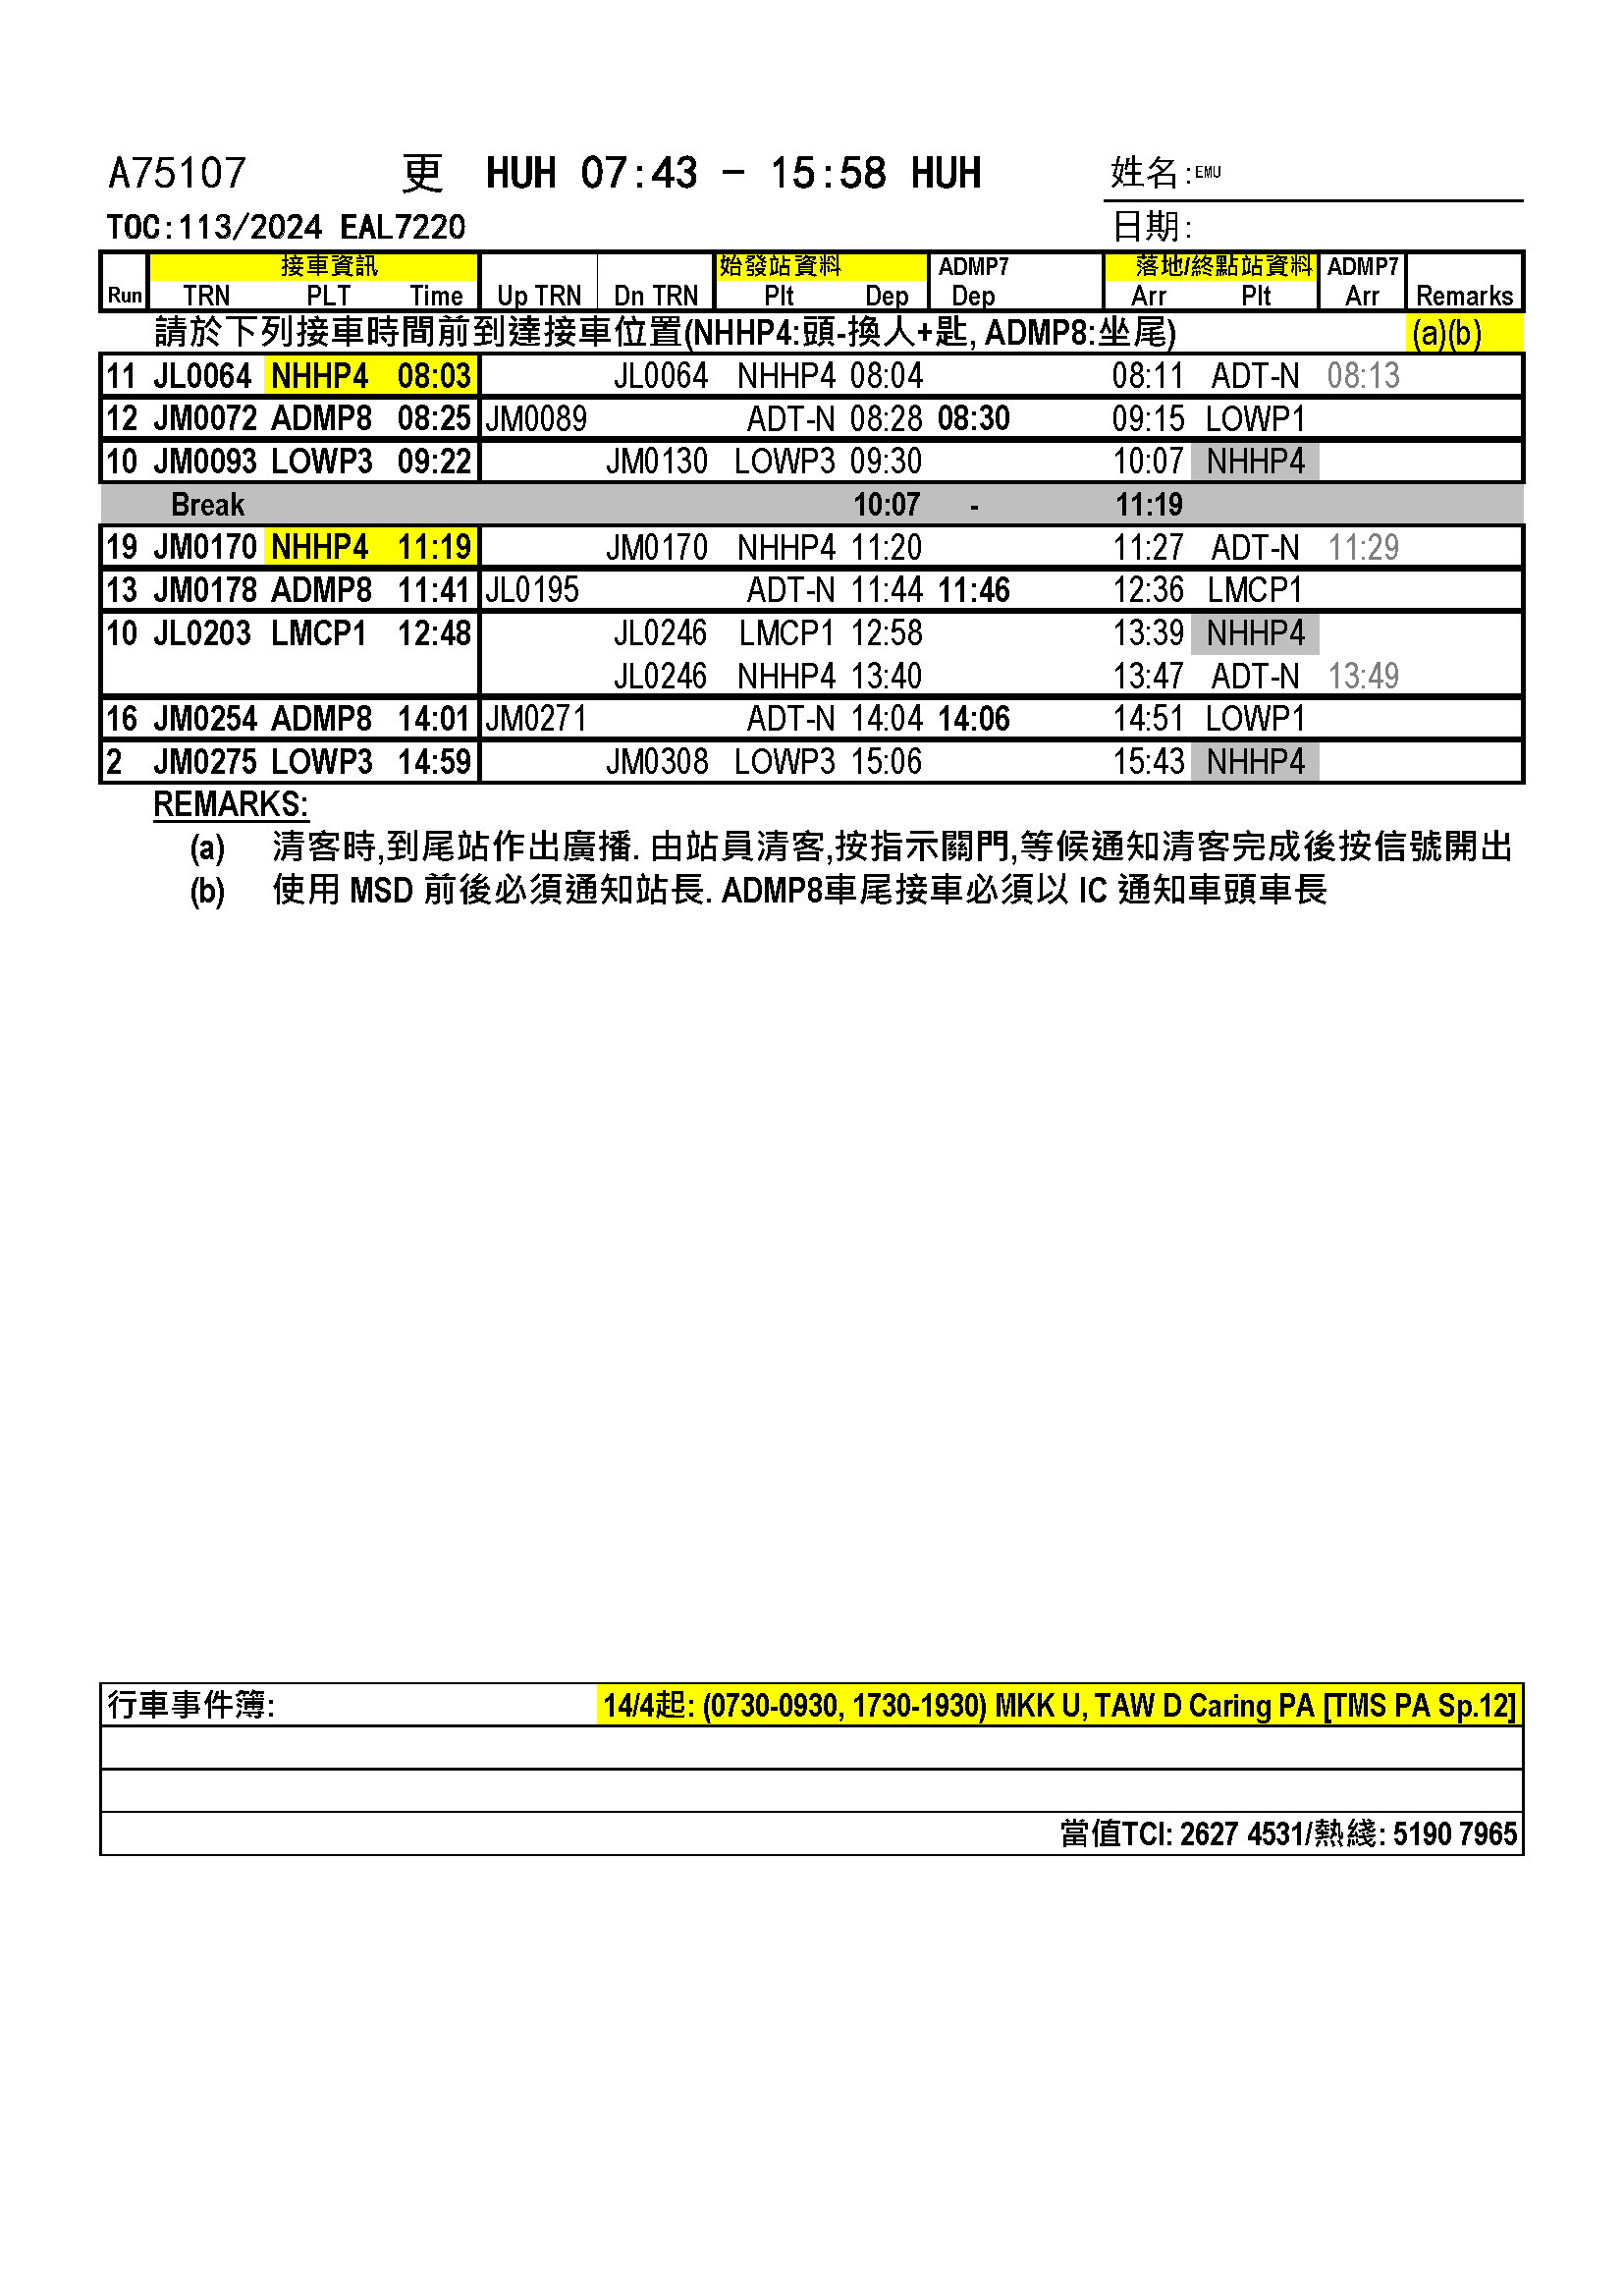 A75107 更 HUH 07:43 - 15:58 HUH 姓名:EMU
TOC:113/2024 EAL7220 日期:
接車資訊 始發站資料 ADMP7 落地/終點站資料 ADMP7
Run TRN PLT Time Up TRN Dn TRN Plt Dep Dep Arr Plt Arr Remarks
請於下列接車時間前到達接車位置(NHHP4:頭-換人+匙, ADMP8:坐尾) (a)(b)
11 JL0064 NHHP4 08:03 JL0064 NHHP4 08:04 08:11 ADT-N 08:13
12 JM0072 ADMP8 08:25 JM0089 ADT-N 08:28 08:30 09:15 LOWP1
10 JM0093 LOWP3 09:22 JM0130 LOWP3 09:30 10:07 NHHP4
Break 10:07 - 11:19
19 JM0170 NHHP4 11:19 JM0170 NHHP4 11:20 11:27 ADT-N 11:29
13 JM0178 ADMP8 11:41 JL0195 ADT-N 11:44 11:46 12:36 LMCP1
10 JL0203 LMCP1 12:48 JL0246 LMCP1 12:58 13:39 NHHP4
JL0246 NHHP4 13:40 13:47 ADT-N 13:49
16 JM0254 ADMP8 14:01 JM0271 ADT-N 14:04 14:06 14:51 LOWP1
2 JM0275 LOWP3 14:59 JM0308 LOWP3 15:06 15:43 NHHP4
REMARKS:
(a) 清客時,到尾站作出廣播. 由站員清客,按指示關門,等候通知清客完成後按信號開出
(b) 使用 MSD 前後必須通知站長. ADMP8車尾接車必須以 IC 通知車頭車長
行車事件簿: 14/4起: (0730-0930, 1730-1930) MKK U, TAW D Caring PA [TMS PA Sp.12]
當值TCI: 2627 4531/熱綫: 5190 7965